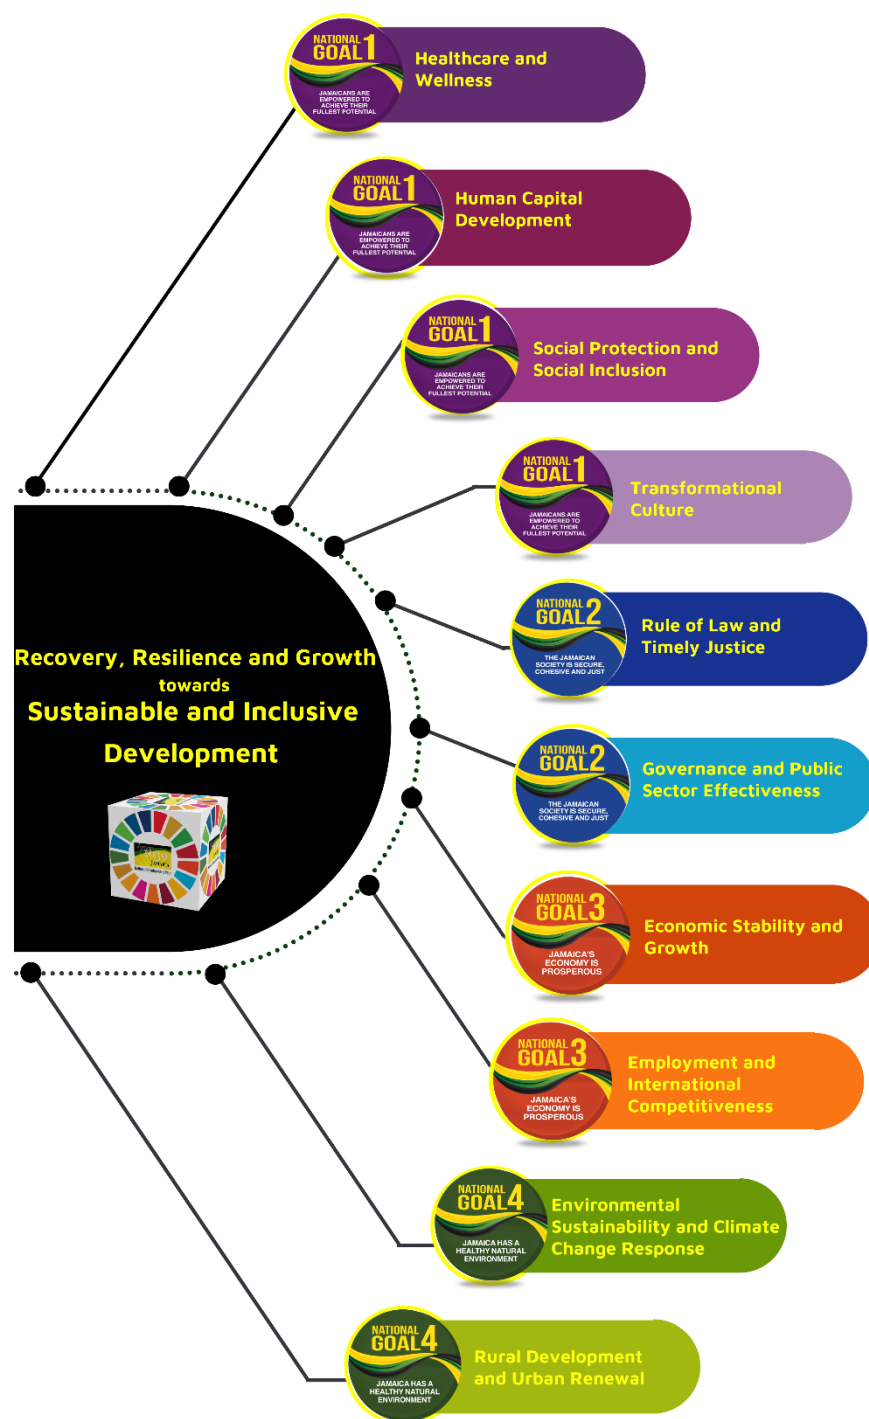 NATIONAL
GOAL 1
JAMAICANS ARE
EMPOWERED TO
ACHIEVE THEIR
FULLEST POTENTIAL
Healthcare and
Wellness
NATIONAL
GOAL 1
JAMAICANS ARE
EMPOWERED TO
ACHIEVE THEIR
FULLEST POTENTIAL
Human Capital
Development
NATIONAL
GOAL 1
JAMAICANS ARE
EMPOWERED TO
ACHIEVE THEIR
FULLEST POTENTIAL
Social Protection and
Social Inclusion
NATIONAL
GOAL 1
JAMAICANS ARE
EMPOWERED TO
ACHIEVE THEIR
FULLEST POTENTIAL
Transformational
Culture
NATIONAL
GOAL 2
THE JAMAICAN
SOCIETY IS SECURE,
COHESIVE AND JUST
Rule of Law and
Timely Justice
Recovery, Resilience and Growth
towards
Sustainable and Inclusive
Development
2030
JAMAICA
NATIONAL
GOAL 2
THE JAMAICAN
SOCIETY IS SECURE,
COHESIVE AND JUST
Governance and Public
Sector Effectiveness
NATIONAL
GOAL 3
JAMAICA'S
ECONOMY IS
PROSPEROUS
Economic Stability and
Growth
NATIONAL
GOAL 3
JAMAICA'S
ECONOMY IS
PROSPEROUS
Employment and
International
Competitiveness
NATIONAL
GOAL 4
JAMAICA HAS A
HEALTHY NATURAL
ENVIRONMENT
Environmental
Sustainability and Climate
Change Response
NATIONAL
GOAL 4
JAMAICA HAS A
HEALTHY NATURAL
ENVIRONMENT
Rural Development
and Urban Renewal